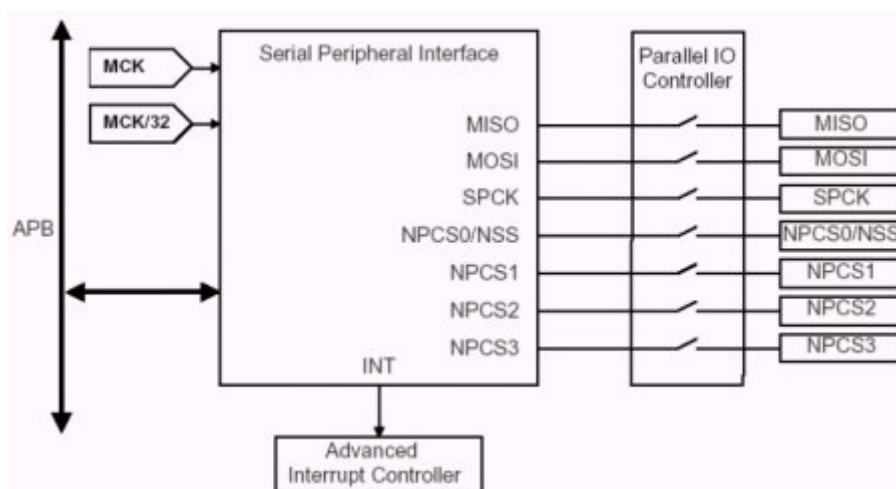 MCK
MCK/32
APB
Serial Peripheral Interface
MISO
MOSI
SPCK
NPCS0/NSS
NPCS1
NPCS2
NPCS3
INT
Parallel IO
Controller
MISO
MOSI
SPCK
NPCS0/NSS
NPCS1
NPCS2
NPCS3
Advanced
Interrupt Controller